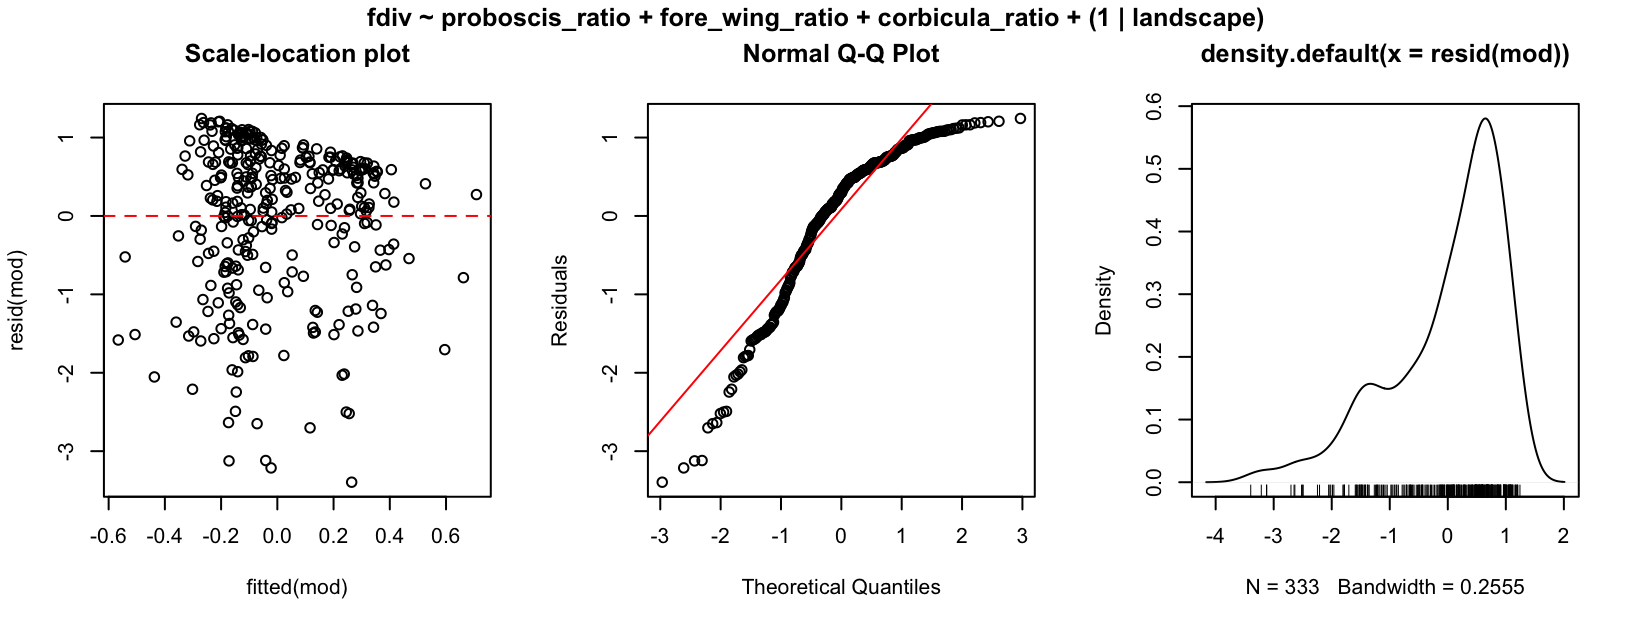 fdiv ~ proboscis_ratio + fore_wing_ratio + corbicula_ratio + (1 | landscape)
Scale-location plot
resid(mod)
1
0
-1
-2
-3
-0.6 -0.4 -0.2 0.0 0.2 0.4 0.6
fitted(mod)
Normal Q-Q Plot
Residuals
1
0
-1
-2
-3
-3 -2 -1 0 1 2 3
Theoretical Quantiles
density.default(x = resid(mod))
Density
0.6
0.5
0.4
0.3
0.2
0.1
0.0
-4 -3 -2 -1 0 1 2
N = 333 Bandwidth = 0.2555